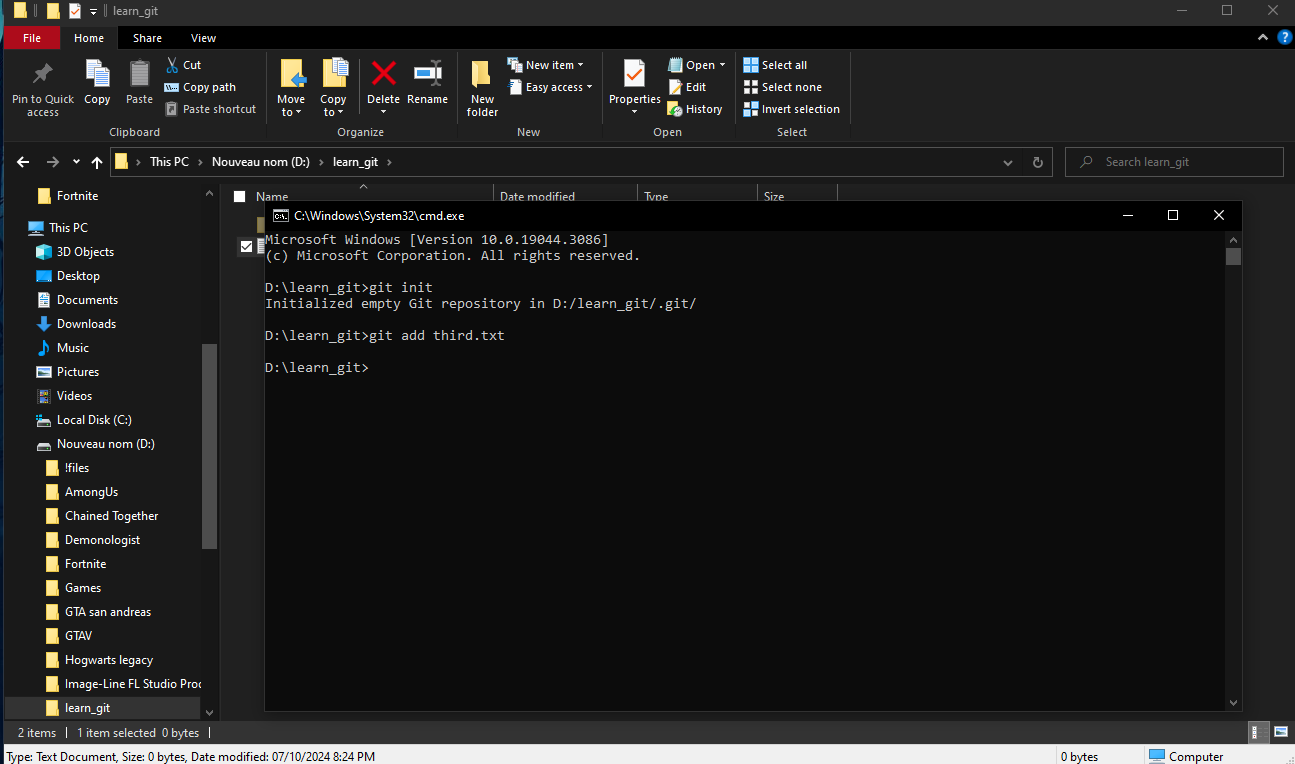 learn_git
File Home Share View
Pin to Quick access
Copy
Paste
Cut
Copy path
Paste shortcut
Clipboard
Move to
Copy to
Delete
Rename
Organize
New folder
New item
Easy access
New
Properties
Open
Edit
History
Open
Select all
Select none
Invert selection
Select
This PC > Nouveau nom (D:) > learn_git >
Search learn_git
Name Date modified Type Size
Fortnite
This PC
3D Objects
Desktop
Documents
Downloads
Music
Pictures
Videos
Local Disk (C:)
Nouveau nom (D:)
!files
AmongUs
Chained Together
Demonologist
Fortnite
Games
GTA san andreas
GTAV
Hogwarts legacy
Image-Line FL Studio Proc
learn_git
C:\Windows\System32\cmd.exe
Microsoft Windows [Version 10.0.19044.3086]
(c) Microsoft Corporation. All rights reserved.
D:\learn_git>git init
Initialized empty Git repository in D:/learn_git/.git/
D:\learn_git>git add third.txt
D:\learn_git>
2 items | 1 item selected 0 bytes |
Type: Text Document, Size: 0 bytes, Date modified: 07/10/2024 8:24 PM
0 bytes
Computer